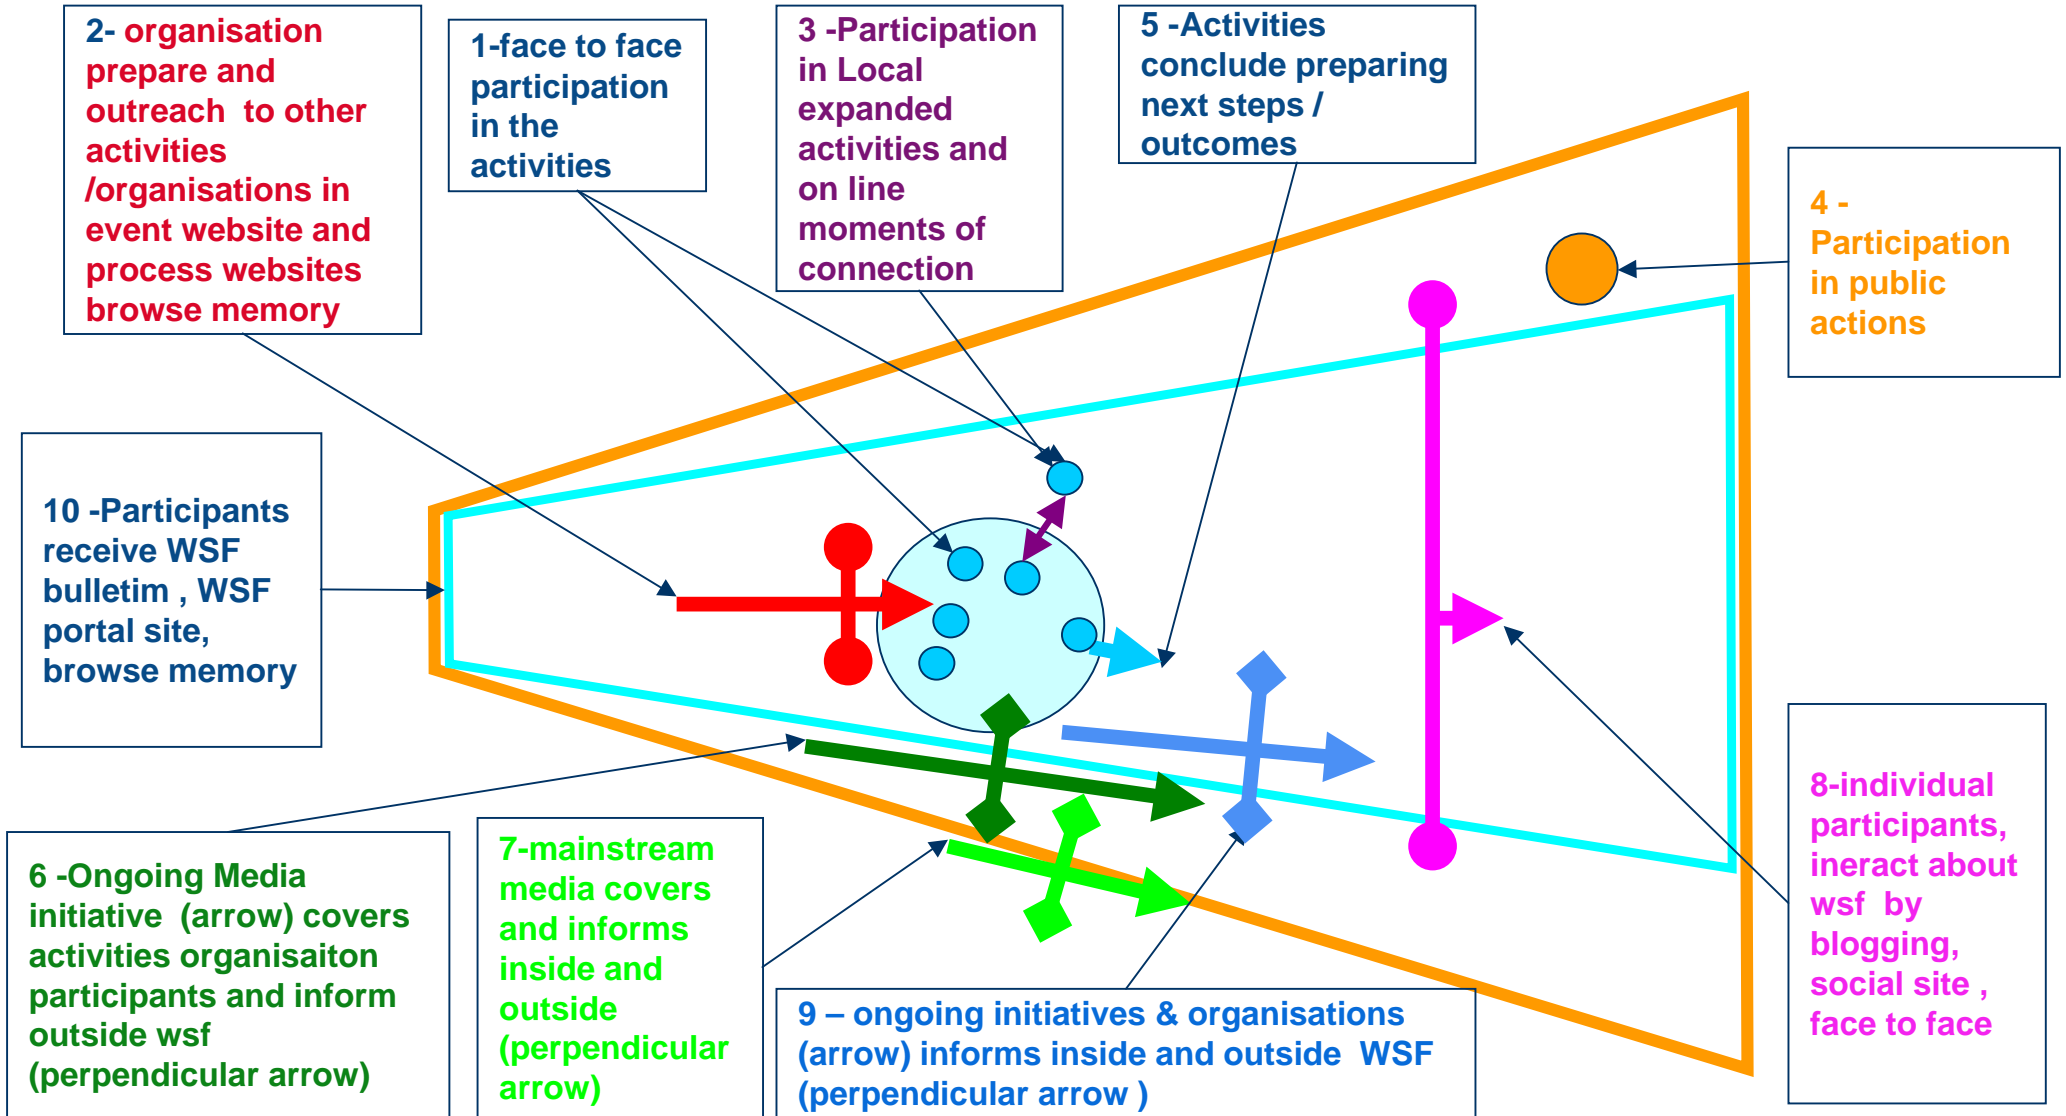 2- organisation
prepare and
outreach to other
activities
/organisations in
event website and
process websites
browse memory
1-face to face
participation
in the
activities
3 -Participation
in Local
expanded
activities and
on line
moments of
connection
5 -Activities
conclude preparing
next steps /
outcomes
4 -
Participation
in public
actions
10 -Participants
receive WSF
bulletim , WSF
portal site,
browse memory
6 -Ongoing Media
initiative (arrow) covers
activities organisaiton
participants and inform
outside wsf
(perpendicular arrow)
7-mainstream
media covers
and informs
inside and
outside
(perpendicular
arrow)
9 – ongoing initiatives & organisations
(arrow) informs inside and outside WSF
(perpendicular arrow )
8-individual
participants,
ineract about
wsf by
blogging,
social site ,
face to face